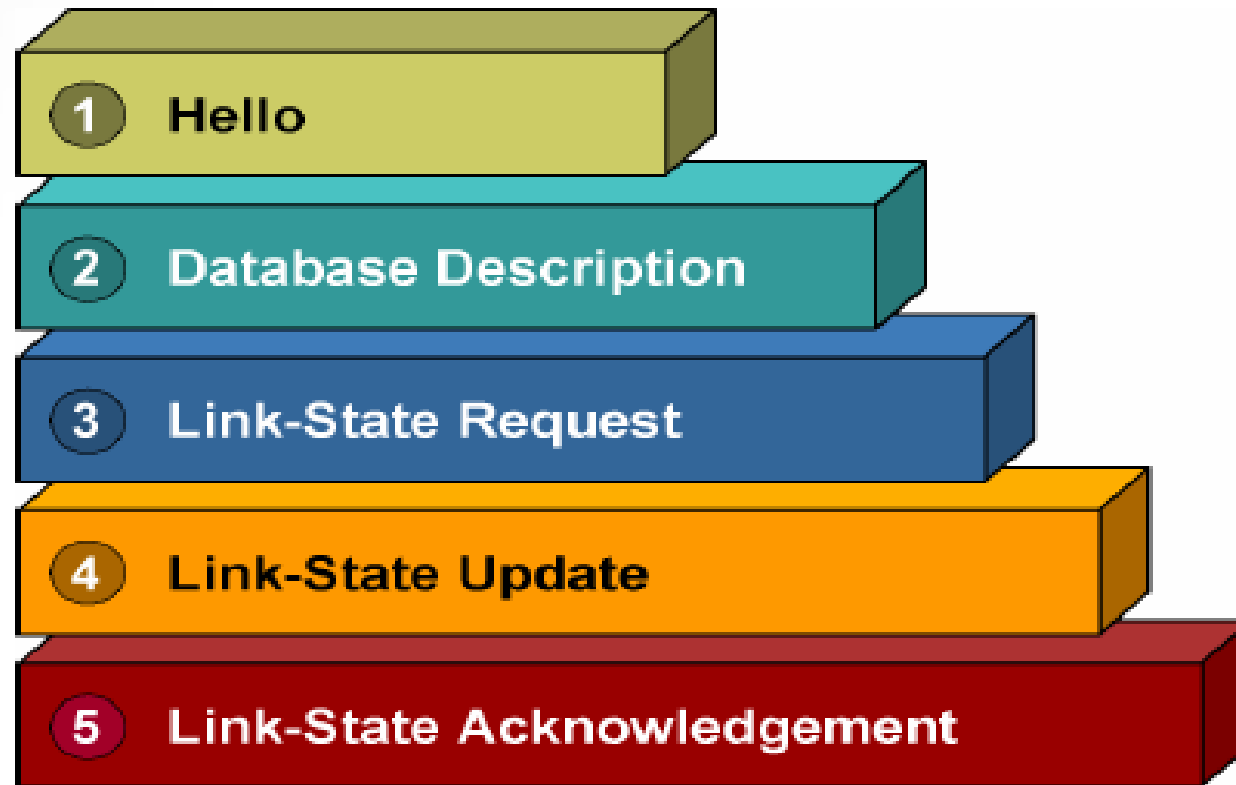 1 Hello
2 Database Description
3 Link-State Request
4 Link-State Update
5 Link-State Acknowledgement